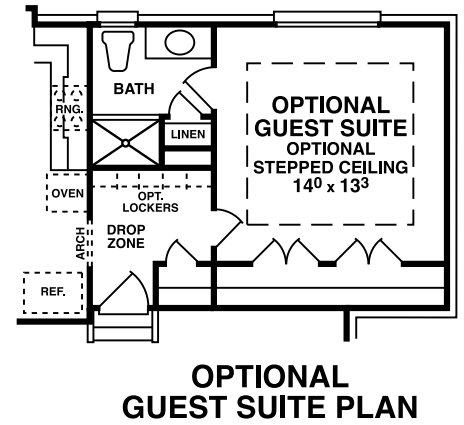 BATH
RNG.
LINEN
OPTIONAL
GUEST SUITE
OPTIONAL
STEPPED CEILING
14⁰ x 13³
OVEN
OPT.
LOCKERS
ARCH
DROP
ZONE
REF.
OPTIONAL
GUEST SUITE PLAN